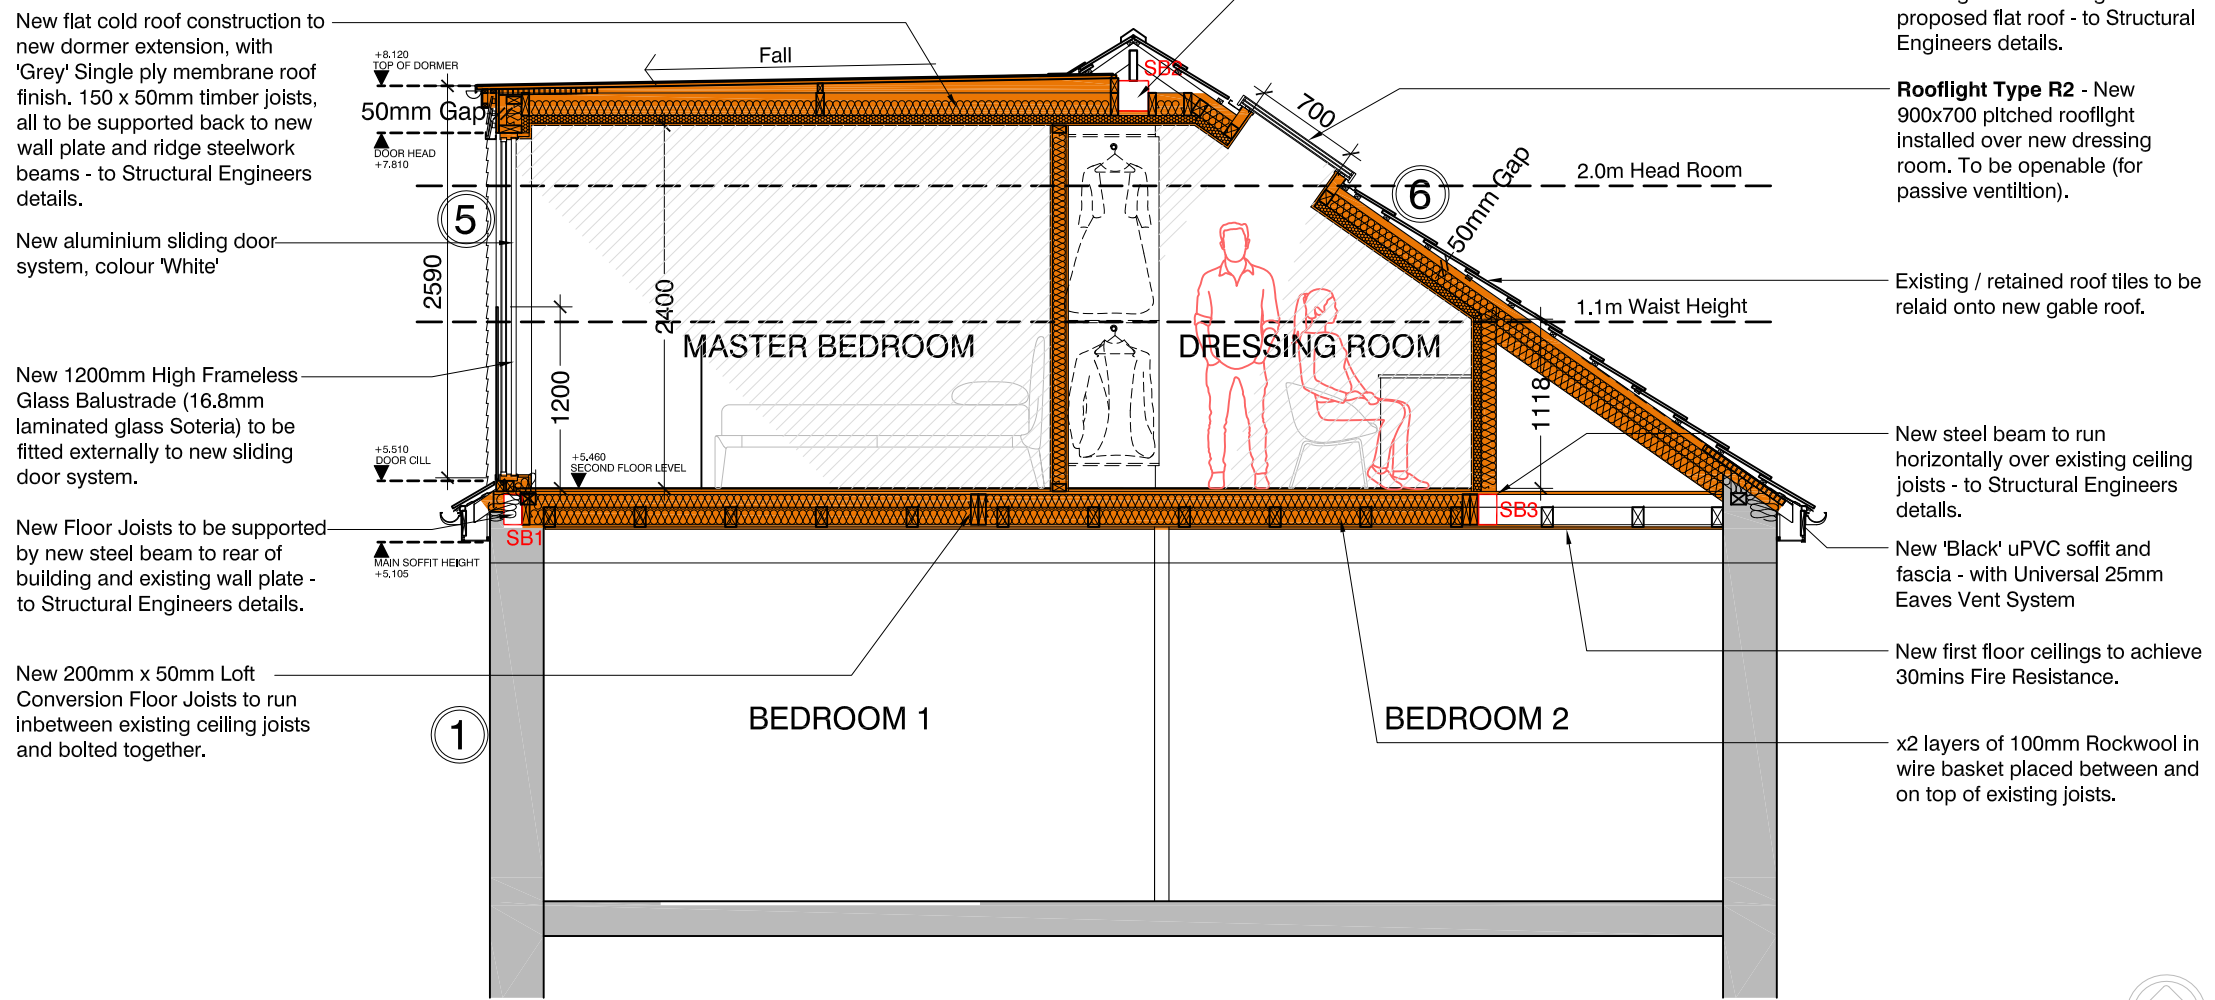 New flat cold roof construction to
new dormer extension, with
'Grey' Single ply membrane roof
finish. 150 x 50mm timber joists,
all to be supported back to new
wall plate and ridge steelwork
beams - to Structural Engineers
details.
New aluminium sliding door
system, colour 'White'
New 1200mm High Frameless
Glass Balustrade (16.8mm
laminated glass Soteria) to be
fitted externally to new sliding
door system.
New Floor Joists to be supported
by new steel beam to rear of
building and existing wall plate -
to Structural Engineers details.
New 200mm x 50mm Loft
Conversion Floor Joists to run
inbetween existing ceiling joists
and bolted together.
+8.120
TOP OF DORMER
50mm Gap
DOOR HEAD
+7.810
5
2590
+5.510
DOOR CILL
MAIN SOFFIT HEIGHT
+5.105
1
Fall
SB2
700
2400
1200
MASTER BEDROOM
DRESSING ROOM
+5.460
SECOND FLOOR LEVEL
6
50mm Gap
2.0m Head Room
1.1m Waist Height
1118
SB1
SB3
BEDROOM 1
BEDROOM 2
proposed flat roof - to Structural
Engineers details.
Rooflight Type R2 - New
900x700 pitched rooflight
installed over new dressing
room. To be openable (for
passive ventiltion).
Existing / retained roof tiles to be
relaid onto new gable roof.
New steel beam to run
horizontally over existing ceiling
joists - to Structural Engineers
details.
New 'Black' uPVC soffit and
fascia - with Universal 25mm
Eaves Vent System
New first floor ceilings to achieve
30mins Fire Resistance.
x2 layers of 100mm Rockwool in
wire basket placed between and
on top of existing joists.